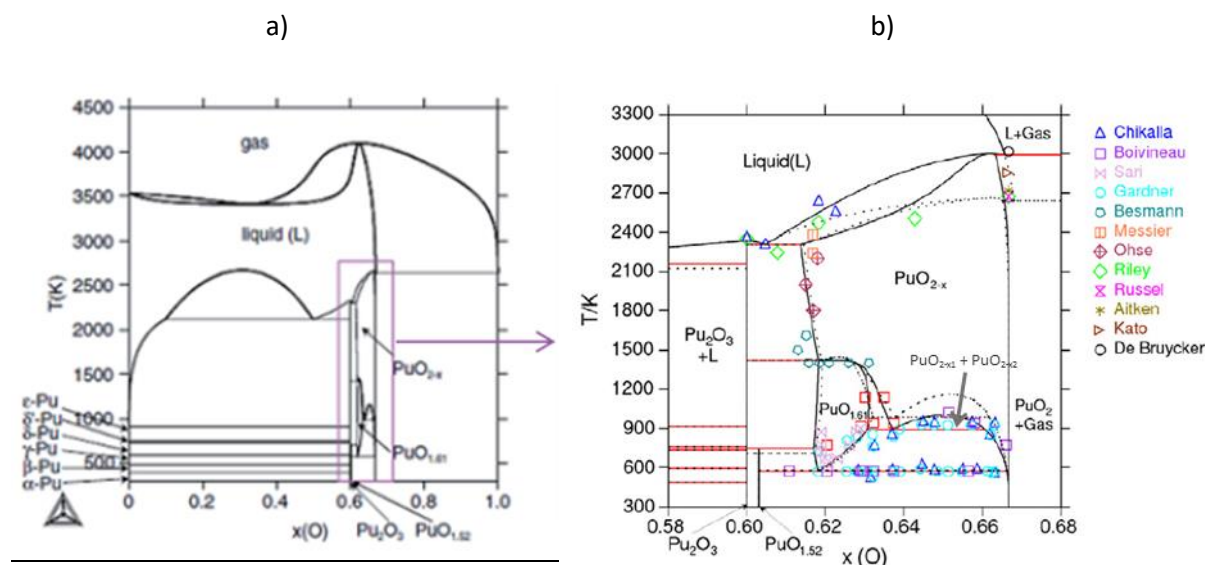 a)
b)
4500
4000
3500
3000
2500
2000
1500
1000
500
T(K)
gas
liquid (L)
PuO2-x
PuO1.61
ε-Pu
δ'-Pu
δ-Pu
γ-Pu
β-Pu
α-Pu
0 0.2 0.4 0.6 0.8 1.0
x(O)
Pu2O3
PuO1.52
3300
3000
2700
2400
2100
1800
1500
1200
900
600
300
T/K
Liquid(L)
L+Gas
PuO2-x
Pu2O3
+L
PuO2-x1 + PuO2-x2
PuO1.61
PuO2
+Gas
0.58 0.60 0.62 0.64 0.66 0.68
x (O)
Pu2O3
PuO1.52
Chikalla
Boivineau
Sari
Gardner
Besmann
Messier
Ohse
Riley
Russel
Aitken
Kato
De Bruycker